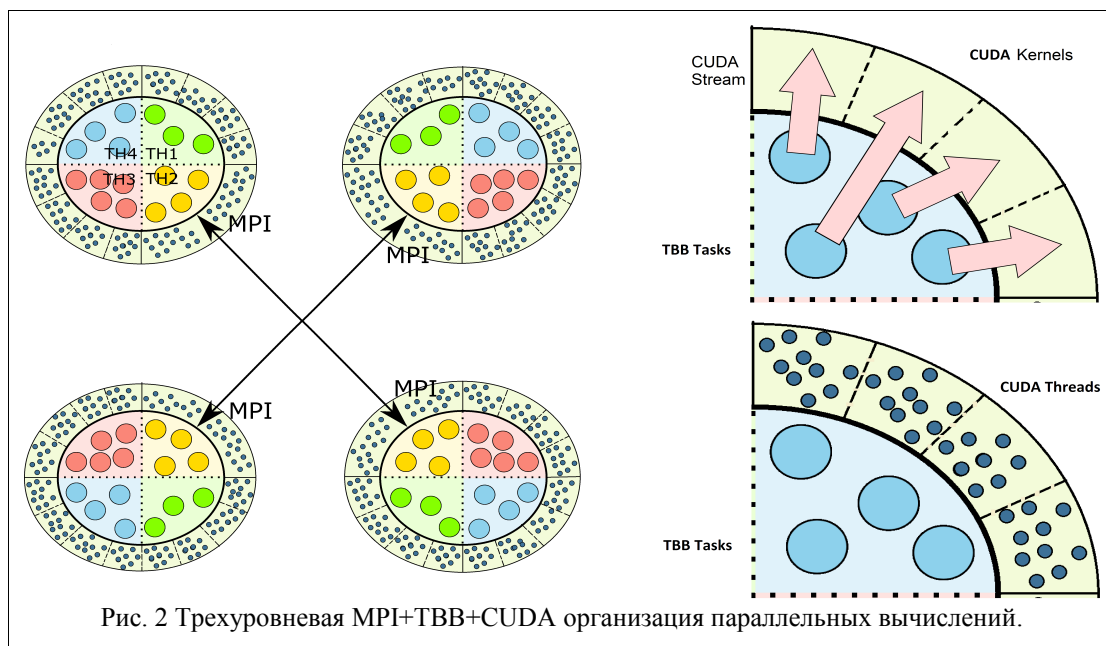 TH4 TH1
TH3 TH2
MPI
MPI
MPI
MPI
CUDA
Stream
CUDA Kernels
TBB Tasks
CUDA Threads
TBB Tasks
Рис. 2 Трехуровневая MPI+TBB+CUDA организация параллельных вычислений.